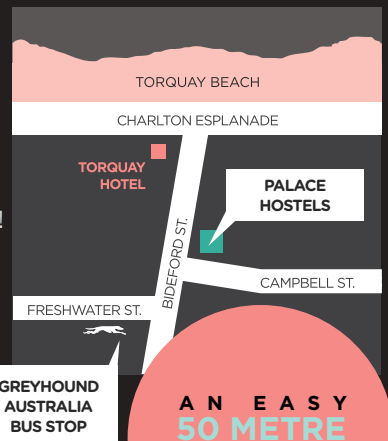 TORQUAY BEACH
CHARLTON ESPLANADE
TORQUAY
HOTEL
PALACE
HOSTELS
!
BIDEFORD ST.
CAMPBELL ST.
FRESHWATER ST.
GREYHOUND
AUSTRALIA
BUS STOP
AN EASY
50 METRE